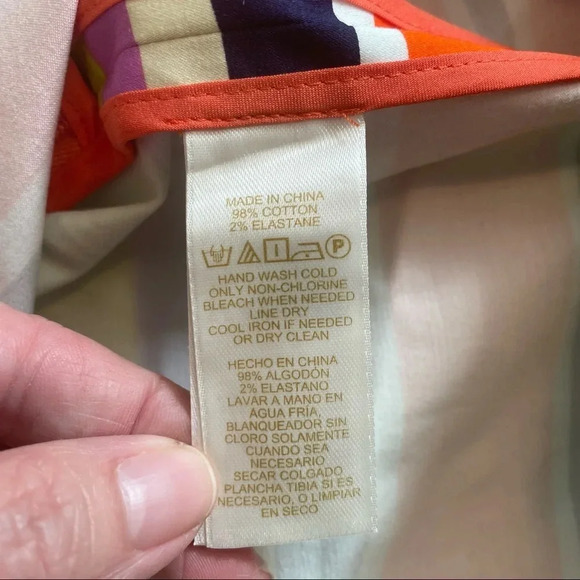 MADE IN CHINA
98% COTTON
2% ELASTANE
P
HAND WASH COLD
ONLY NON-CHLORINE
BLEACH WHEN NEEDED
LINE DRY
COOL IRON IF NEEDED
OR DRY CLEAN
HECHO EN CHINA
98% ALGODÓN
2% ELASTANO
LAVAR A MANO EN
AGUA FRÍA,
BLANQUEADOR SIN
CLORO SOLAMENTE
CUANDO SEA
NECESARIO
SECAR COLGADO
PLANCHA TIBIA SI ES
NECESARIO, O LIMPIAR
EN SECO